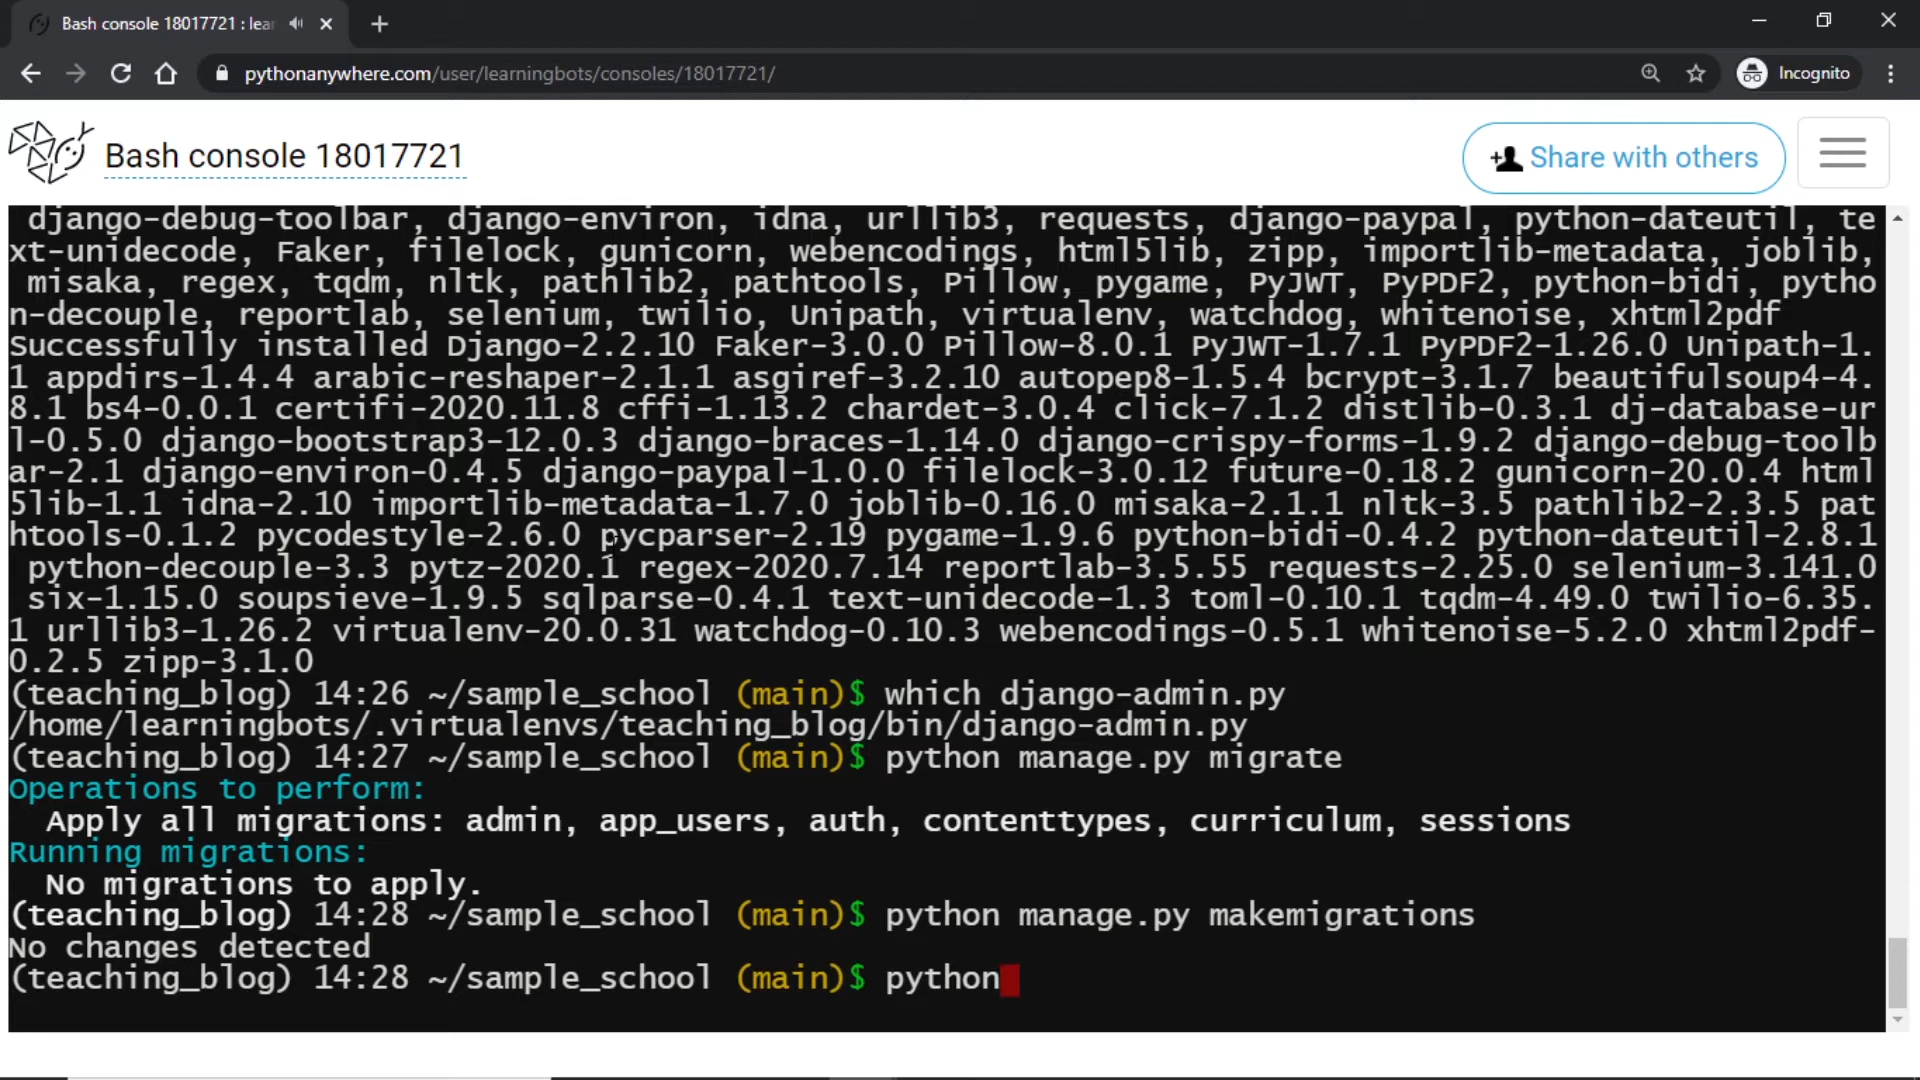 Bash console 18017721 : lea
pythonanywhere.com/user/learningbots/consoles/18017721/
Incognito
Bash console 18017721
Share with others
django-debug-toolbar, django-environ, idna, urllib3, requests, django-paypal, python-dateutil, te
xt-unidecode, Faker, filelock, gunicorn, webencodings, html5lib, zipp, importlib-metadata, joblib,
misaka, regex, tqdm, nltk, pathlib2, pathtools, Pillow, pygame, PyJWT, PyPDF2, python-bidi, pytho
n-decouple, reportlab, selenium, twilio, Unipath, virtualenv, watchdog, whitenoise, xhtml2pdf
Successfully installed Django-2.2.10 Faker-3.0.0 Pillow-8.0.1 PyJWT-1.7.1 PyPDF2-1.26.0 Unipath-1.
1 appdirs-1.4.4 arabic-reshaper-2.1.1 asgiref-3.2.10 autopep8-1.5.4 bcrypt-3.1.7 beautifulsoup4-4.
8.1 bs4-0.0.1 certifi-2020.11.8 cffi-1.13.2 chardet-3.0.4 click-7.1.2 distlib-0.3.1 dj-database-ur
l-0.5.0 django-bootstrap3-12.0.3 django-braces-1.14.0 django-crispy-forms-1.9.2 django-debug-toolb
ar-2.1 django-environ-0.4.5 django-paypal-1.0.0 filelock-3.0.12 future-0.18.2 gunicorn-20.0.4 html
5lib-1.1 idna-2.10 importlib-metadata-1.7.0 joblib-0.16.0 misaka-2.1.1 nltk-3.5 pathlib2-2.3.5 pat
htools-0.1.2 pycodestyle-2.6.0 pycparser-2.19 pygame-1.9.6 python-bidi-0.4.2 python-dateutil-2.8.1
python-decouple-3.3 pytz-2020.1 regex-2020.7.14 reportlab-3.5.55 requests-2.25.0 selenium-3.141.0
six-1.15.0 soupsieve-1.9.5 sqlparse-0.4.1 text-unidecode-1.3 toml-0.10.1 tqdm-4.49.0 twilio-6.35.
1 urllib3-1.26.2 virtualenv-20.0.31 watchdog-0.10.3 webencodings-0.5.1 whitenoise-5.2.0 xhtml2pdf-
0.2.5 zipp-3.1.0
(teaching_blog) 14:26 ~/sample_school (main)$ which django-admin.py
/home/learningbots/.virtualenvs/teaching_blog/bin/django-admin.py
(teaching_blog) 14:27 ~/sample_school (main)$ python manage.py migrate
Operations to perform:
Apply all migrations: admin, app_users, auth, contenttypes, curriculum, sessions
Running migrations:
No migrations to apply.
(teaching_blog) 14:28 ~/sample_school (main)$ python manage.py makemigrations
No changes detected
(teaching_blog) 14:28 ~/sample_school (main)$ python